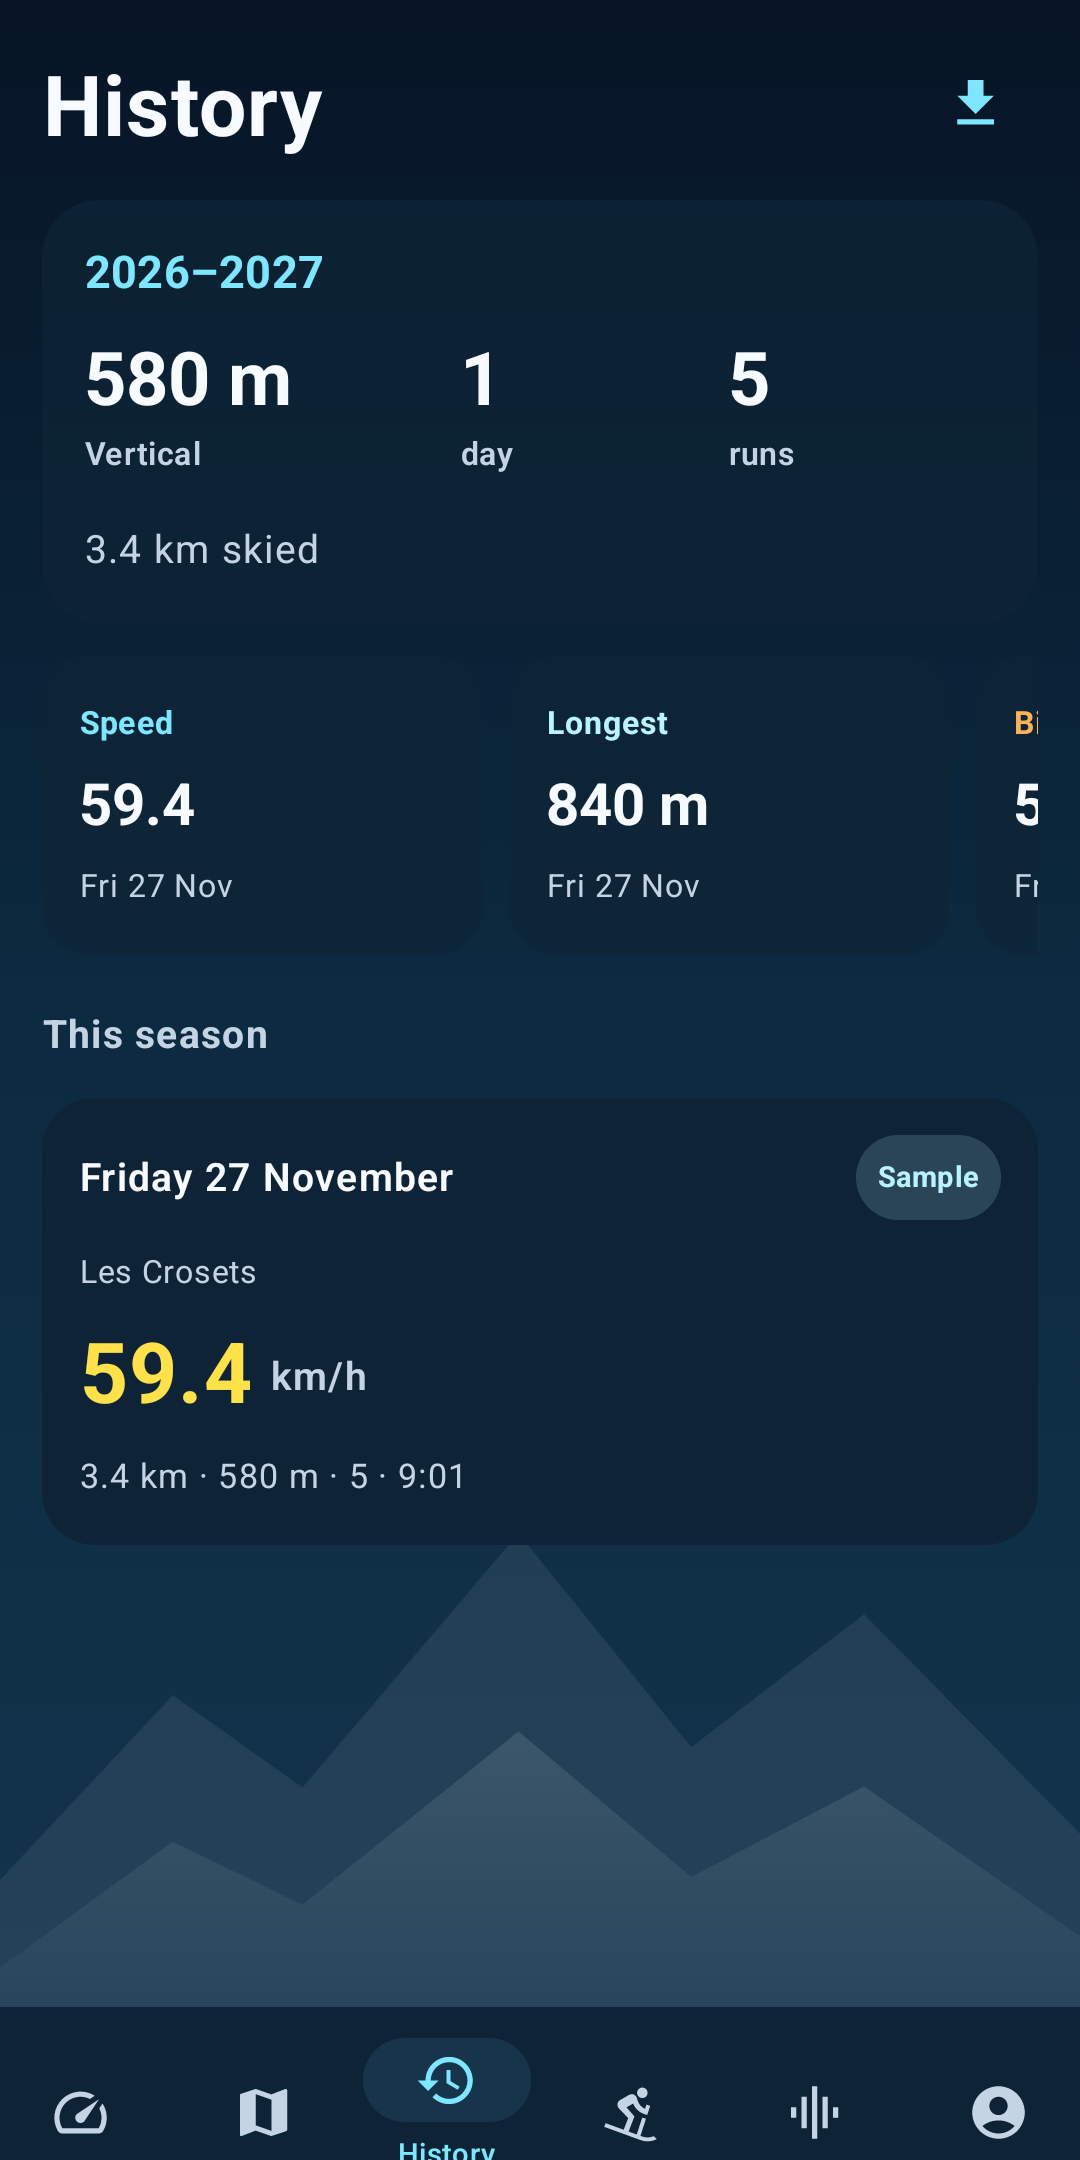 History
2026–2027
580 m
1
5
Vertical
day
runs
3.4 km skied
Speed
Longest
59.4
840 m
Fri 27 Nov
Fri 27 Nov
This season
Friday 27 November
Sample
Les Crosets
59.4 km/h
3.4 km · 580 m · 5 · 9:01
History